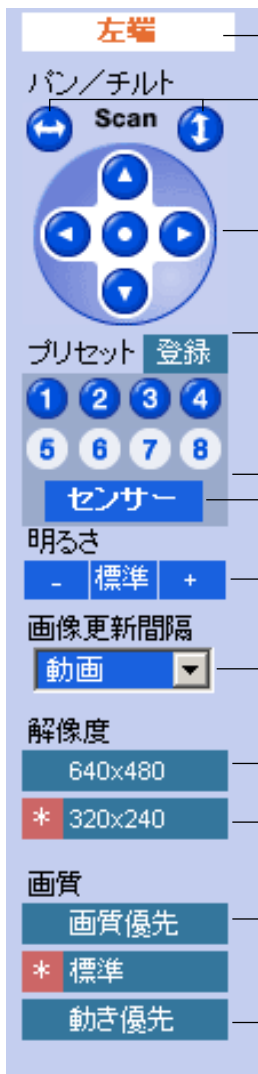 左端
パン／チルト
Scan
プリセット 登録
1 2 3 4
5 6 7 8
センサー
明るさ
- 標準 +
画像更新間隔
動画
解像度
640x480
* 320x240
画質
画質優先
* 標準
動き優先